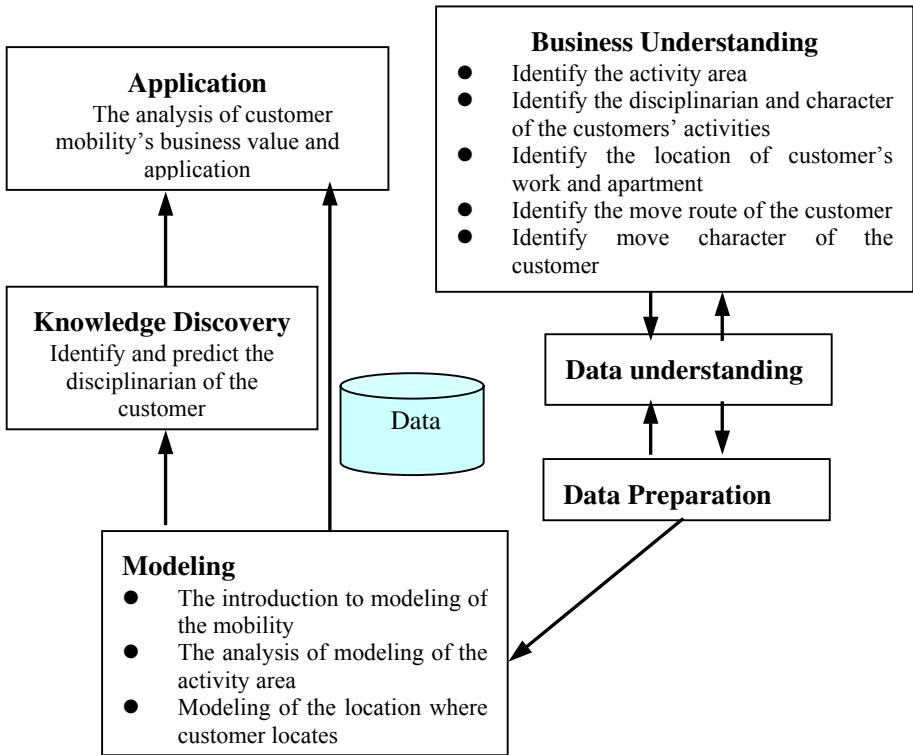 Application
The analysis of customer
mobility’s business value and
application
Business Understanding
● Identify the activity area
● Identify the disciplinarian and character
of the customers’ activities
● Identify the location of customer’s
work and apartment
● Identify the move route of the customer
● Identify move character of the
customer
Knowledge Discovery
Identify and predict the
disciplinarian of the
customer
Data
Data understanding
Data Preparation
Modeling
● The introduction to modeling of
the mobility
● The analysis of modeling of the
activity area
● Modeling of the location where
customer locates